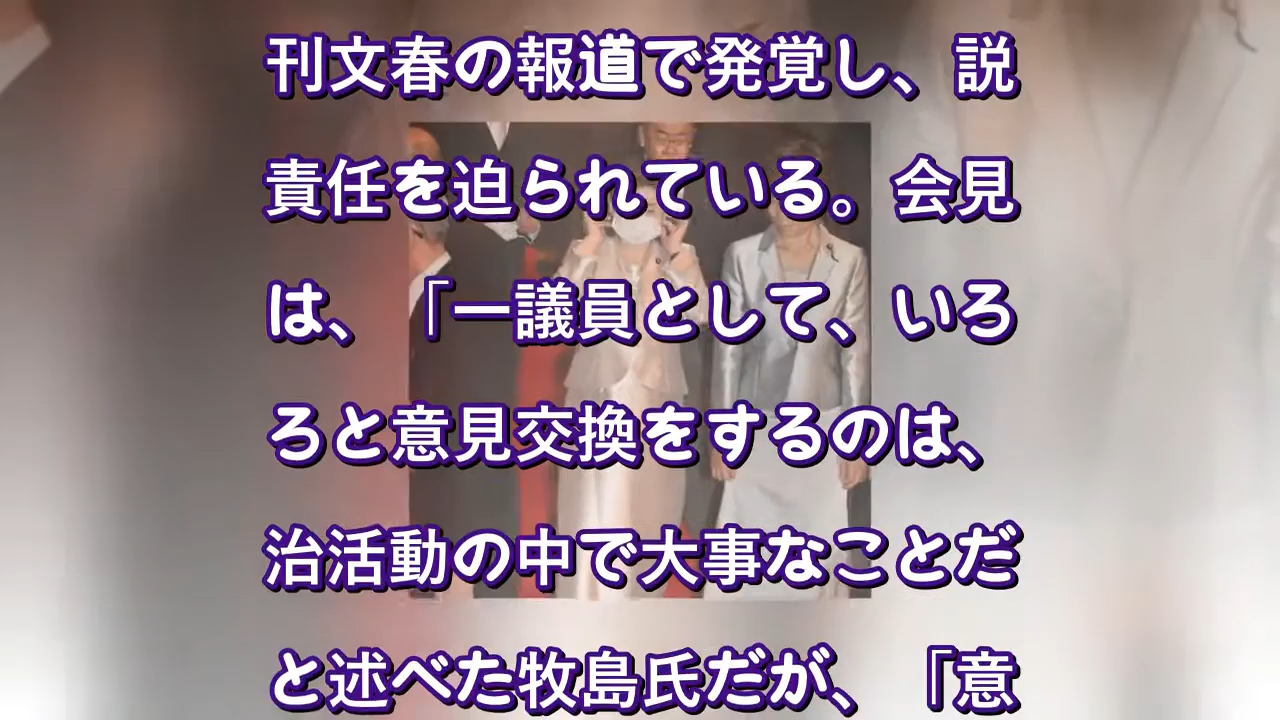 刊文春の報道で発覚し、説
責任を迫られている。会見
は、「一議員として、いろ
ろと意見交換をするのは、
治活動の中で大事なことだ
と述べた牧島氏だが、「意